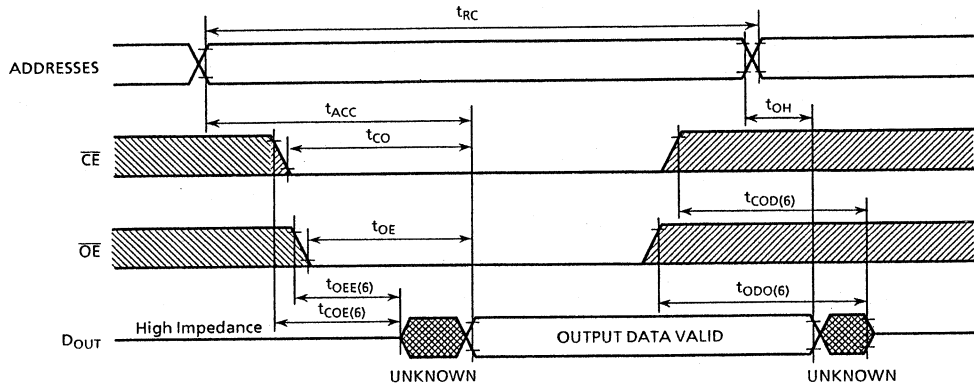 tRC
ADDRESSES
tACC
tOH
tCO
CE
tCOD(6)
tOE
OE
tOEE(6)
tODO(6)
tCOE(6)
High Impedance
DOUT
OUTPUT DATA VALID
UNKNOWN
UNKNOWN